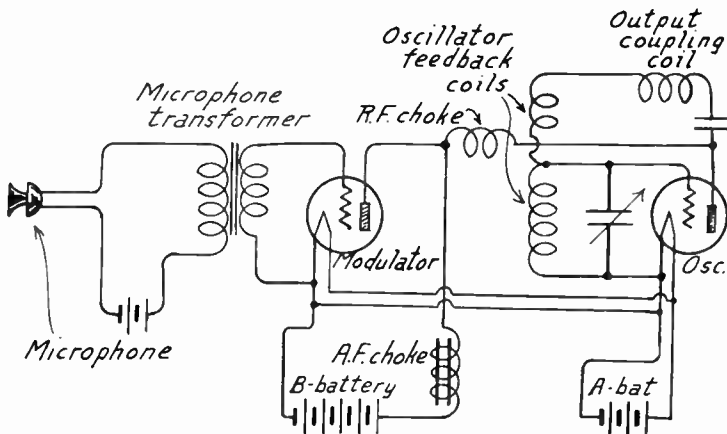 Oscillator
feedback
coils
Output
coupling
coil
Microphone
transformer
R.F. choke
Modulator
Osc.
Microphone
A.F. choke
B-battery
A-bat